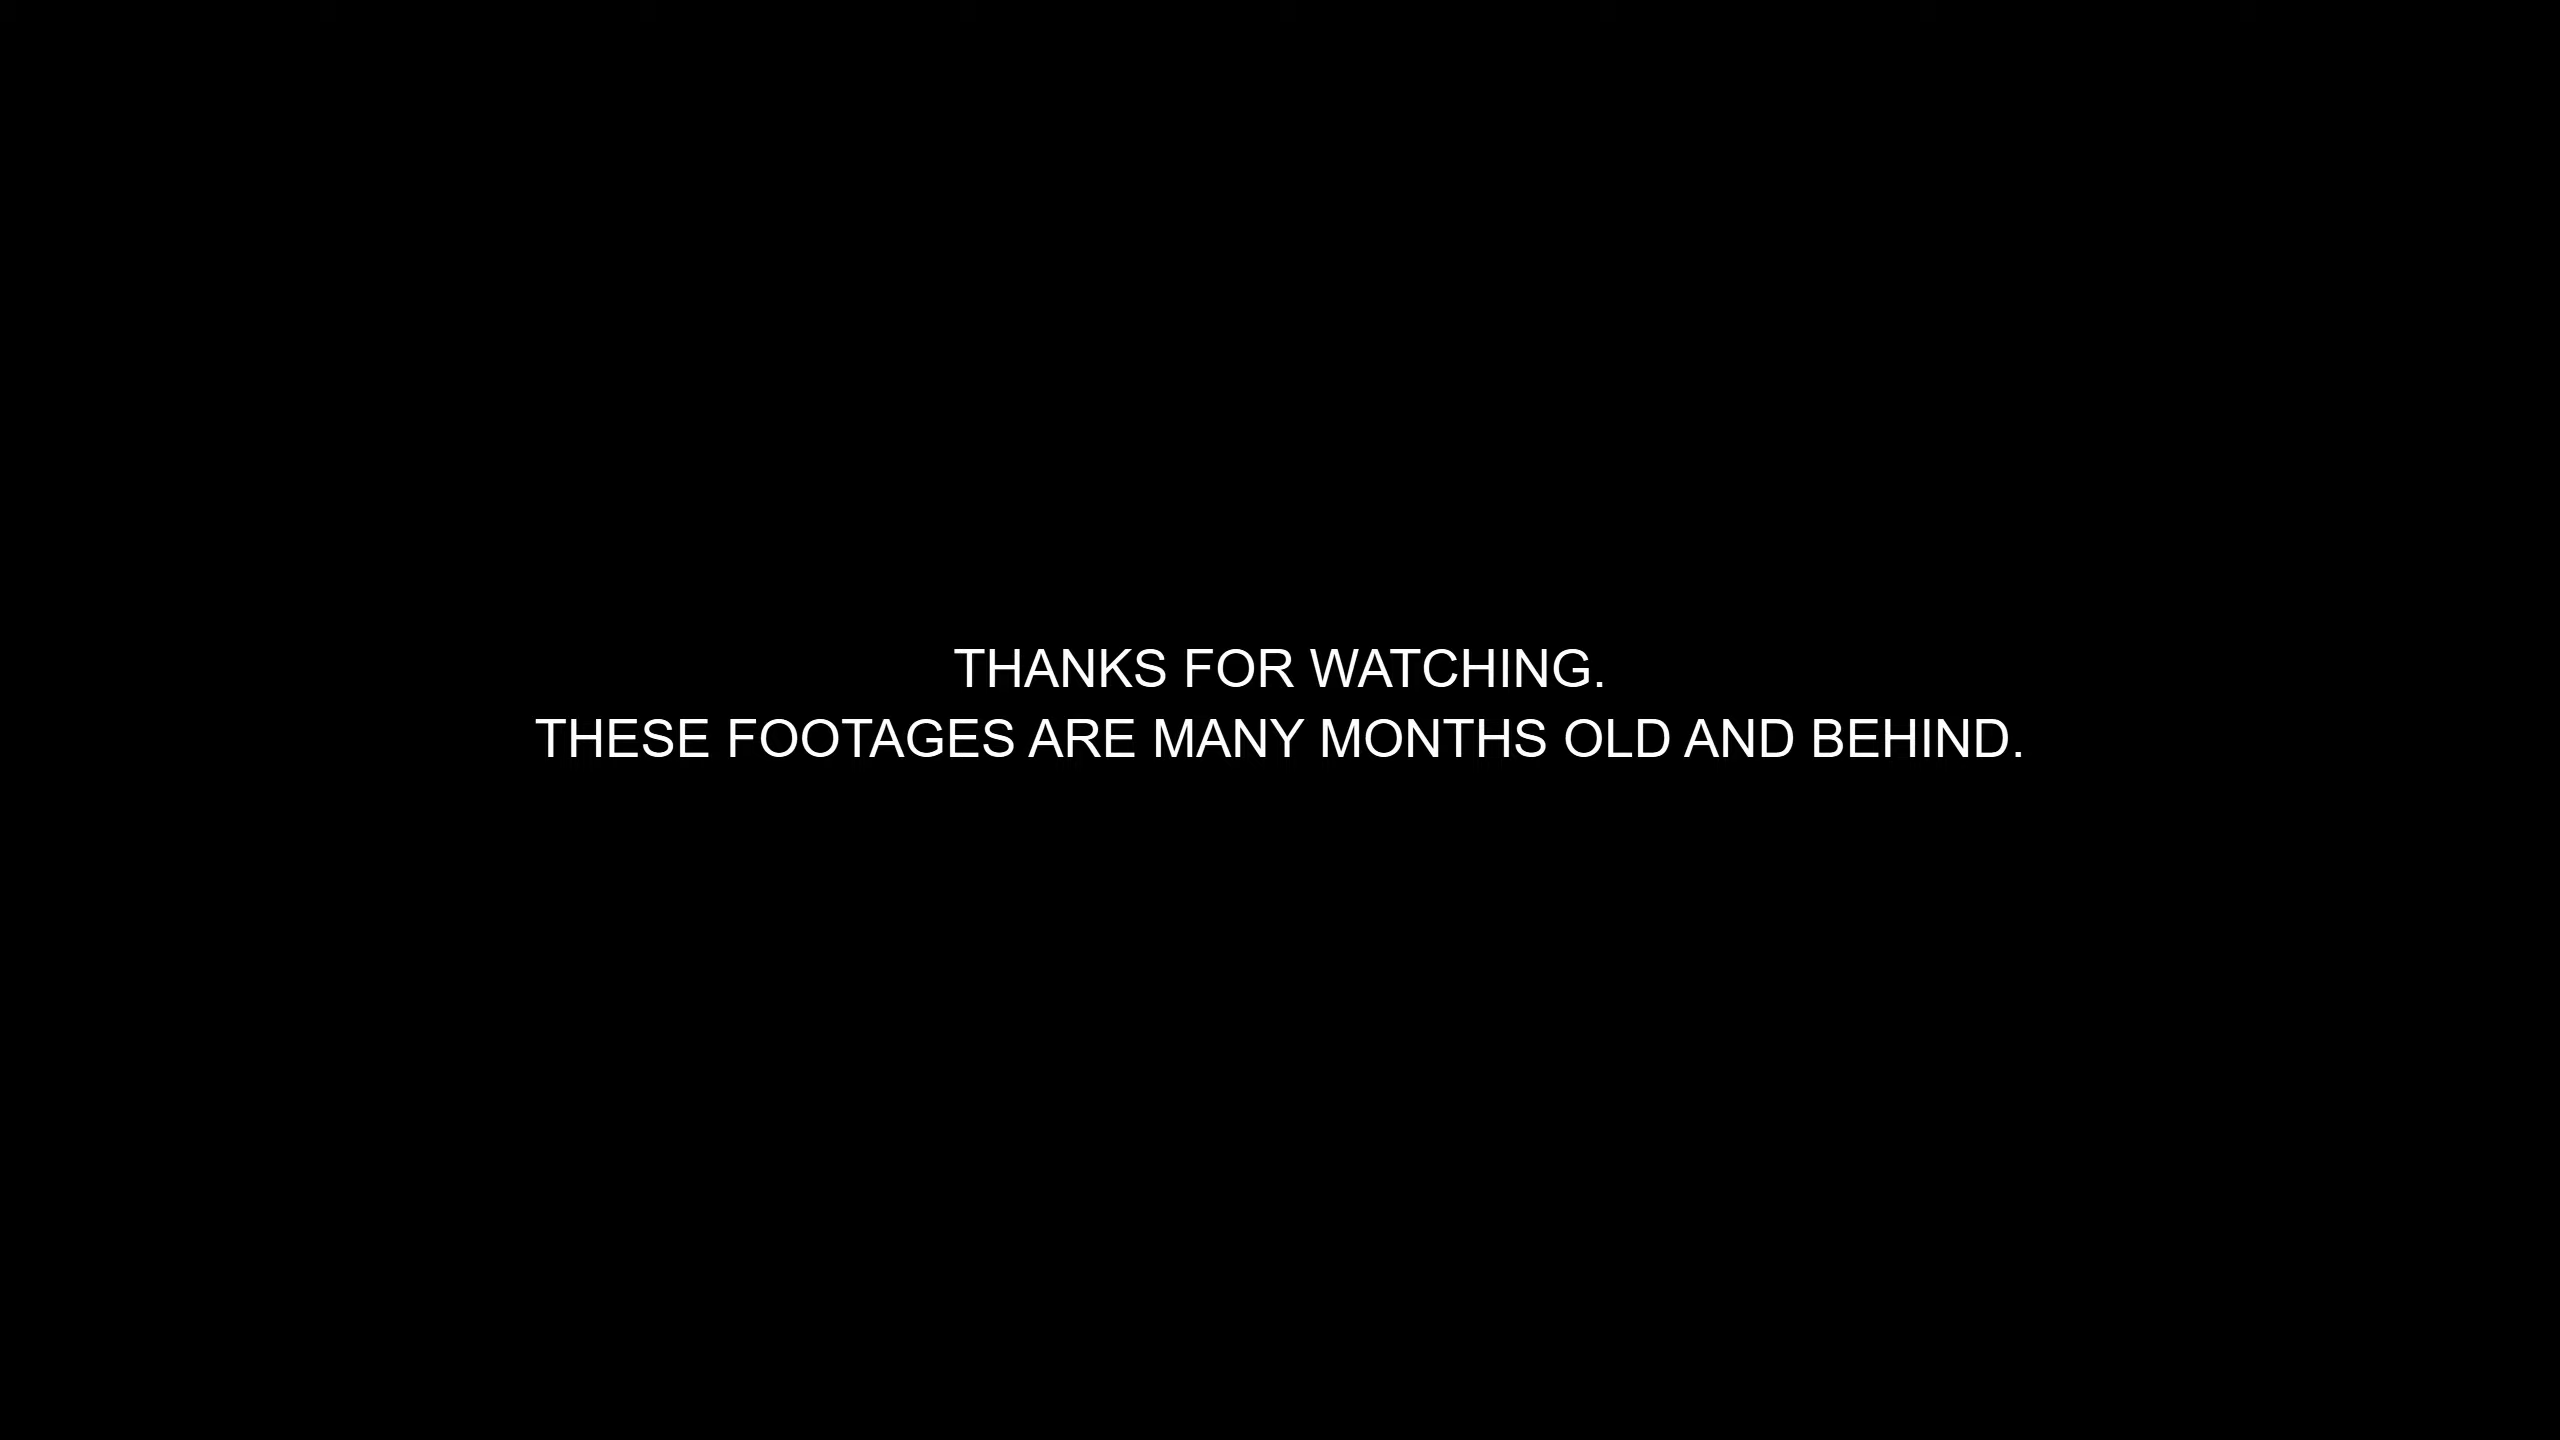 THANKS FOR WATCHING.
THESE FOOTAGES ARE MANY MONTHS OLD AND BEHIND.